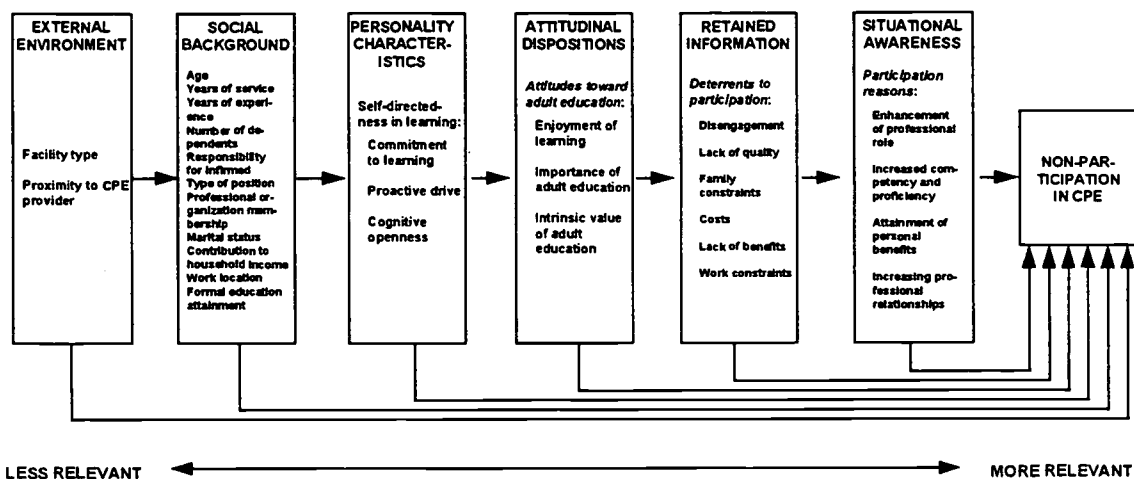 EXTERNAL
ENVIRONMENT
Facility type
Proximity to CPE
provider
SOCIAL
BACKGROUND
Age
Years of service
Years of experi-
ence
Number of de-
pendents
Responsibility
for infirmed
Type of position
Professional or-
ganization mem-
bership
Marital status
Contribution to
household income
Work location
Formal education
attainment
PERSONALITY
CHARACTER-
ISTICS
Self-directed-
ness in learning:
Commitment
to learning
Proactive drive
Cognitive
openness
ATTITUDINAL
DISPOSITIONS
Attitudes toward
adult education:
Enjoyment of
learning
Importance of
adult education
Intrinsic value
of adult
education
RETAINED
INFORMATION
Deterrents to
participation:
Disengagement
Lack of quality
Family
constraints
Costs
Lack of benefits
Work constraints
SITUATIONAL
AWARENESS
Participation
reasons:
Enhancement
of professional
role
Increased com-
petency and
proficiency
Attainment of
personal
benefits
Increasing pro-
fessional
relationships
NON-PAR-
TICIPATION
IN CPE
LESS RELEVANT
MORE RELEVANT